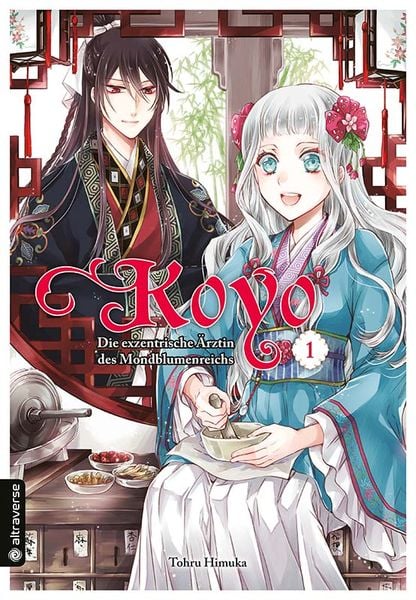 Koyo
Die exzentrische Ärztin
des Mondblumenreichs
1
altraverse
Tohru Himuka